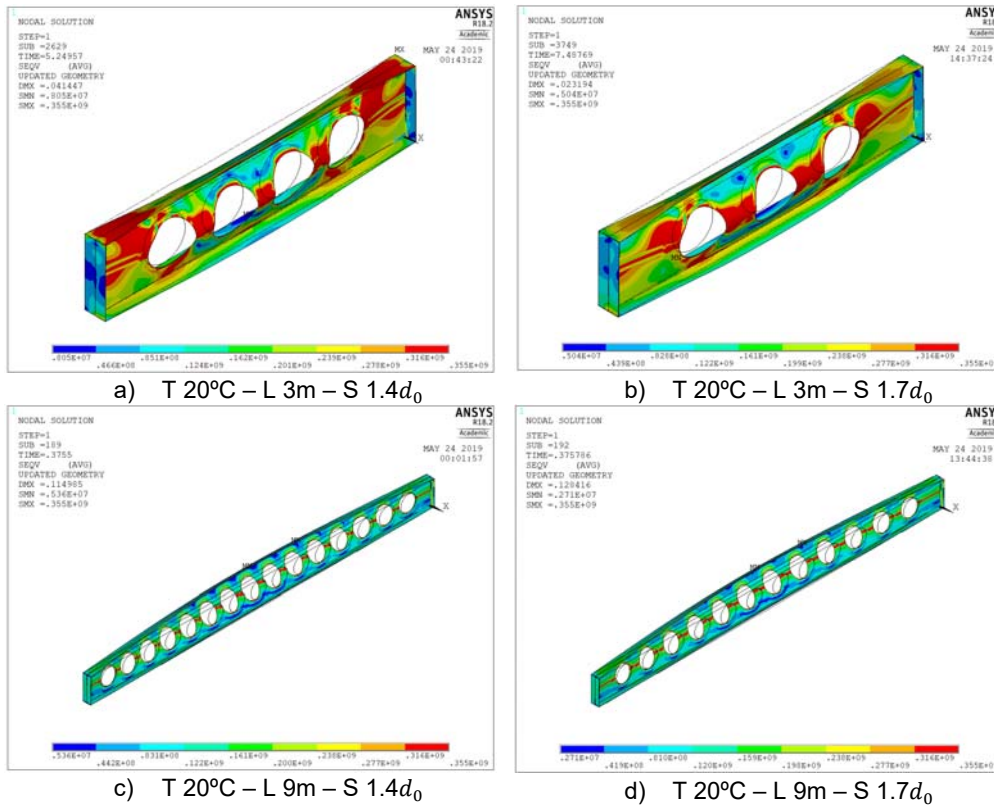 1
NODAL SOLUTION
STEP=1
SUB =2629
TIME=5.24957
SEQV (AVG)
UPDATED GEOMETRY
DMX =.041447
SMN =.805E+07
SMX =.355E+09
ANSYS
R18.2
Academic
MAY 24 2019
00:43:22
MX
X
.805E+07 .851E+08 .162E+09 .239E+09 .316E+09
.466E+08 .124E+09 .201E+09 .278E+09 .355E+09
a) T 20ºC – L 3m – S 1.4d₀
1
NODAL SOLUTION
STEP=1
SUB =3749
TIME=7.48769
SEQV (AVG)
UPDATED GEOMETRY
DMX =.023194
SMN =.504E+07
SMX =.355E+09
ANSYS
R18.2
Academic
MAY 24 2019
14:37:24
X
.504E+07 .828E+08 .161E+09 .238E+09 .316E+09
.439E+08 .122E+09 .199E+09 .277E+09 .355E+0
b) T 20ºC – L 3m – S 1.7d₀
1
NODAL SOLUTION
STEP=1
SUB =189
TIME=.3755
SEQV (AVG)
UPDATED GEOMETRY
DMX =.114985
SMN =.536E+07
SMX =.355E+09
ANSYS
R18.2
Academic
MAY 24 2019
00:01:57
X
.536E+07 .831E+08 .161E+09 .239E+09 .316E+09
.442E+08 .122E+09 .200E+09 .277E+09 .355E+09
c) T 20ºC – L 9m – S 1.4d₀
1
NODAL SOLUTION
STEP=1
SUB =192
TIME=.375786
SEQV (AVG)
UPDATED GEOMETRY
DMX =.128416
SMN =.271E+07
SMX =.355E+09
ANSYS
R18
Academic
MAY 24 2019
13:44:38
X
.271E+07 .810E+08 .159E+09 .238E+09 .316E+09
.419E+08 .120E+09 .198E+09 .277E+09 .355E+0
d) T 20ºC – L 9m – S 1.7d₀